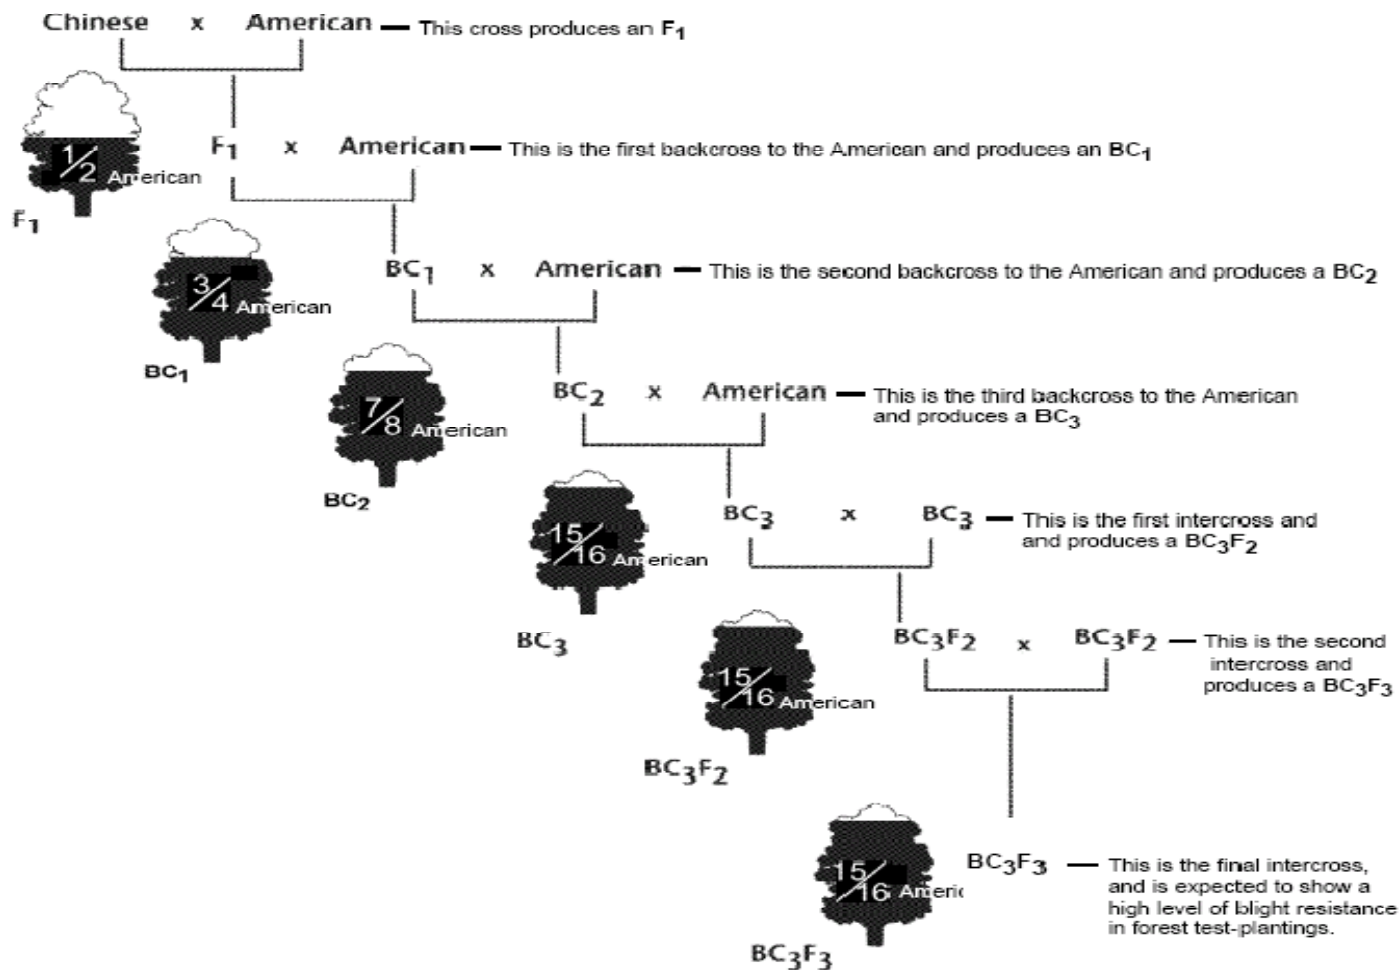 Chinese x American — This cross produces an F1
F1 x American — This is the first backcross to the American and produces an BC1
1/2 American
F1
BC1 x American — This is the second backcross to the American and produces a BC2
3/4 American
BC1
BC2 x American — This is the third backcross to the American
and produces a BC3
7/8 American
BC2
BC3 x BC3 — This is the first intercross and
and produces a BC3F2
15/16 American
BC3
BC3F2 x BC3F2 — This is the second
intercross and
produces a BC3F3
15/16 American
BC3F2
BC3F3 — This is the final intercross,
and is expected to show a
high level of blight resistance
in forest test-plantings.
15/16 Americ
BC3F3